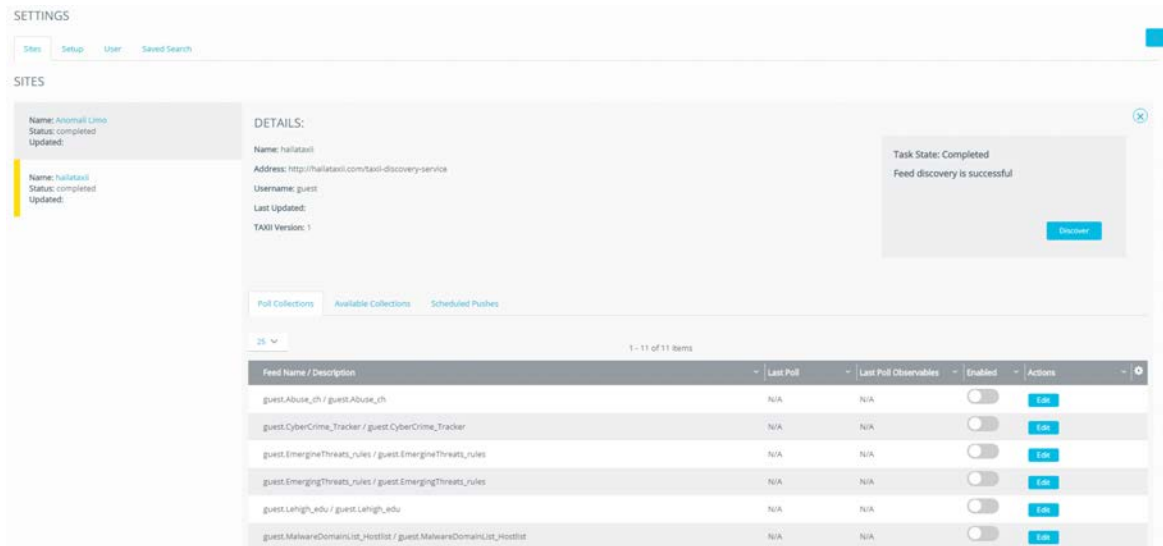 SETTINGS
Sites Setup User Saved Search
SITES
Name: Anomali Limo
Status: completed
Updated:
Name: hailataxii
Status: completed
Updated:
DETAILS:
Name: hailataxii
Address: http://hailataxii.com/taxii-discovery-service
Username: guest
Last Updated:
TAXII Version: 1
Task State: Completed
Feed discovery is successful
Discover
Poll Collections Available Collections Scheduled Pushes
25
1 - 11 of 11 items
Feed Name / Description Last Poll Last Poll Observables Enabled Actions
guest.Abuse_ch / guest.Abuse_ch N/A N/A Edit
guest.CyberCrime_Tracker / guest.CyberCrime_Tracker N/A N/A Edit
guest.EmergineThreats_rules / guest.EmergineThreats_rules N/A N/A Edit
guest.EmergingThreats_rules / guest.EmergingThreats_rules N/A N/A Edit
guest.Lehigh_edu / guest.Lehigh_edu N/A N/A Edit
guest.MalwareDomainList_Hostlist / guest.MalwareDomainList_Hostlist N/A N/A Edit